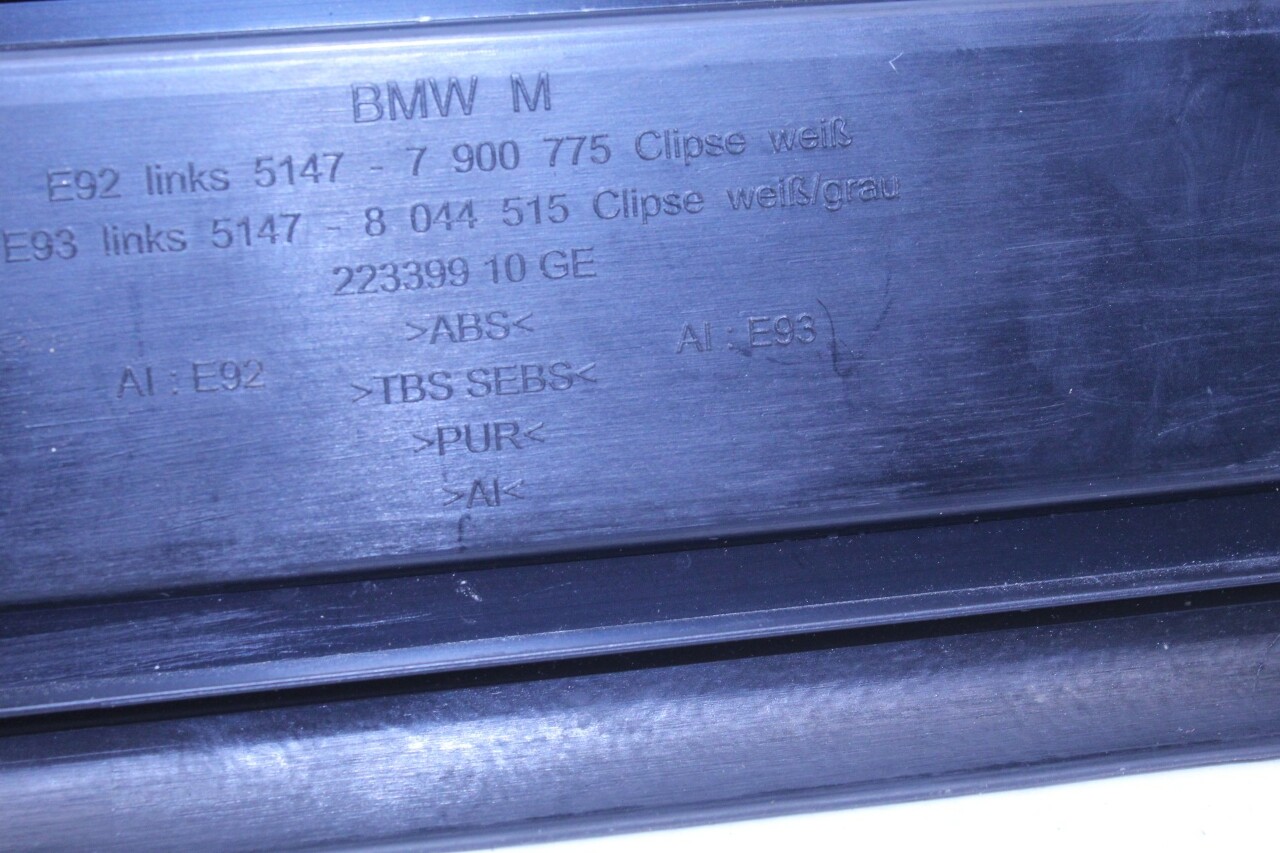 BMW M
E92 links 5147 - 7 900 775 Clipse weiß
E93 links 5147 - 8 044 515 Clipse weiß/grau
223399 10 GE
>ABS<
AI : E92
>TBS SEBS<
AI : E93
>PUR<
>AI<